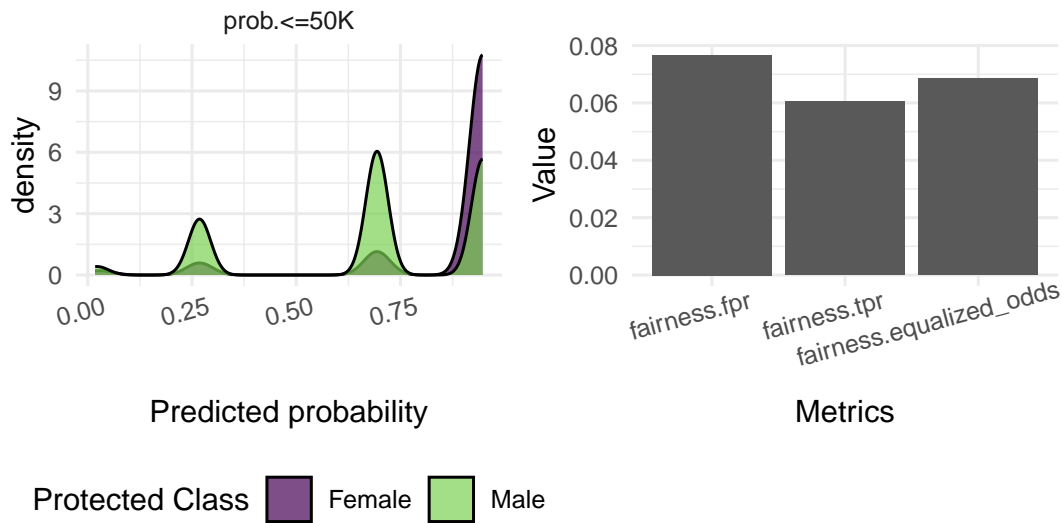 prob.<=50K
density
9
6
3
0
0.00
0.25
0.50
0.75
Predicted probability
Value
0.08
0.06
0.04
0.02
0.00
fairness.fpr
fairness.tpr
fairness.equalized_odds
Metrics
Protected Class Female Male